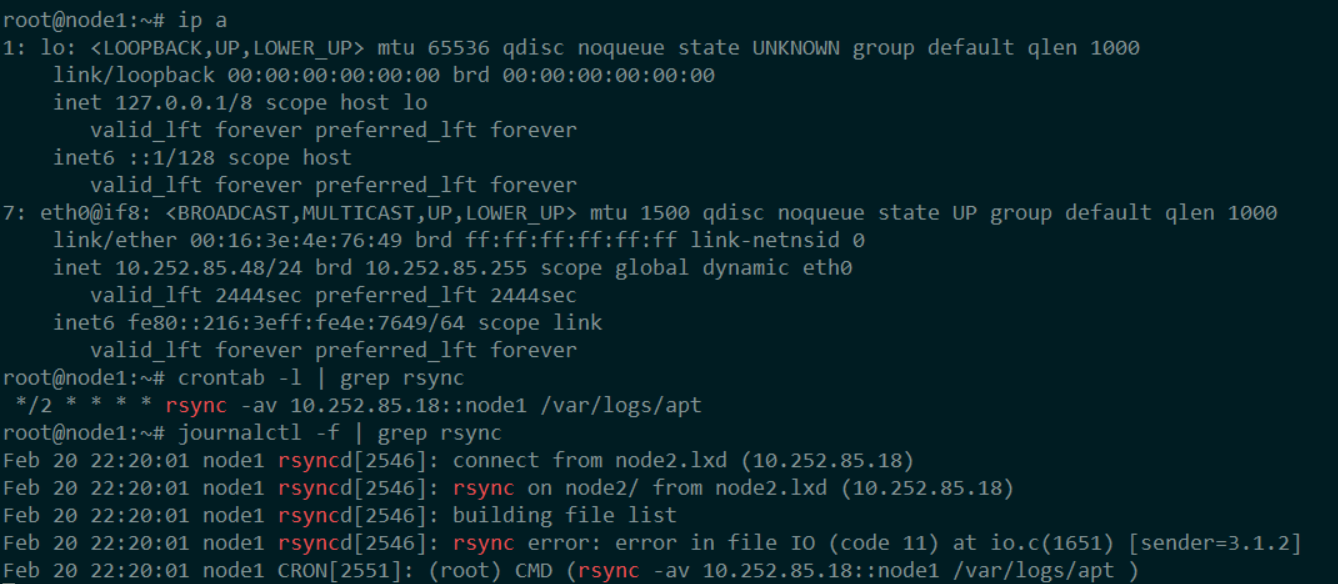 root@node1:~# ip a
1: lo: <LOOPBACK,UP,LOWER_UP> mtu 65536 qdisc noqueue state UNKNOWN group default qlen 1000
    link/loopback 00:00:00:00:00:00 brd 00:00:00:00:00:00
    inet 127.0.0.1/8 scope host lo
       valid_lft forever preferred_lft forever
    inet6 ::1/128 scope host
       valid_lft forever preferred_lft forever
7: eth0@if8: <BROADCAST,MULTICAST,UP,LOWER_UP> mtu 1500 qdisc noqueue state UP group default qlen 1000
    link/ether 00:16:3e:4e:76:49 brd ff:ff:ff:ff:ff:ff link-netnsid 0
    inet 10.252.85.48/24 brd 10.252.85.255 scope global dynamic eth0
       valid_lft 2444sec preferred_lft 2444sec
    inet6 fe80::216:3eff:fe4e:7649/64 scope link
       valid_lft forever preferred_lft forever
root@node1:~# crontab -l | grep rsync
 */2 * * * * rsync -av 10.252.85.18::node1 /var/logs/apt
root@node1:~# journalctl -f | grep rsync
Feb 20 22:20:01 node1 rsyncd[2546]: connect from node2.lxd (10.252.85.18)
Feb 20 22:20:01 node1 rsyncd[2546]: rsync on node2/ from node2.lxd (10.252.85.18)
Feb 20 22:20:01 node1 rsyncd[2546]: building file list
Feb 20 22:20:01 node1 rsyncd[2546]: rsync error: error in file IO (code 11) at io.c(1651) [sender=3.1.2]
Feb 20 22:20:01 node1 CRON[2551]: (root) CMD (rsync -av 10.252.85.18::node1 /var/logs/apt )